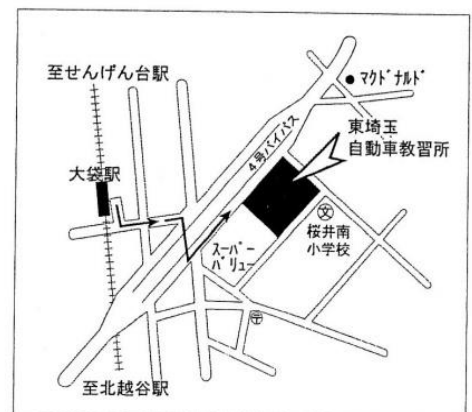 至せんげん台駅
マクドナルド
4号バイパス
東埼玉
自動車教習所
大袋駅
文
桜井南
小学校
スーパー
バリュー
〒
至北越谷駅